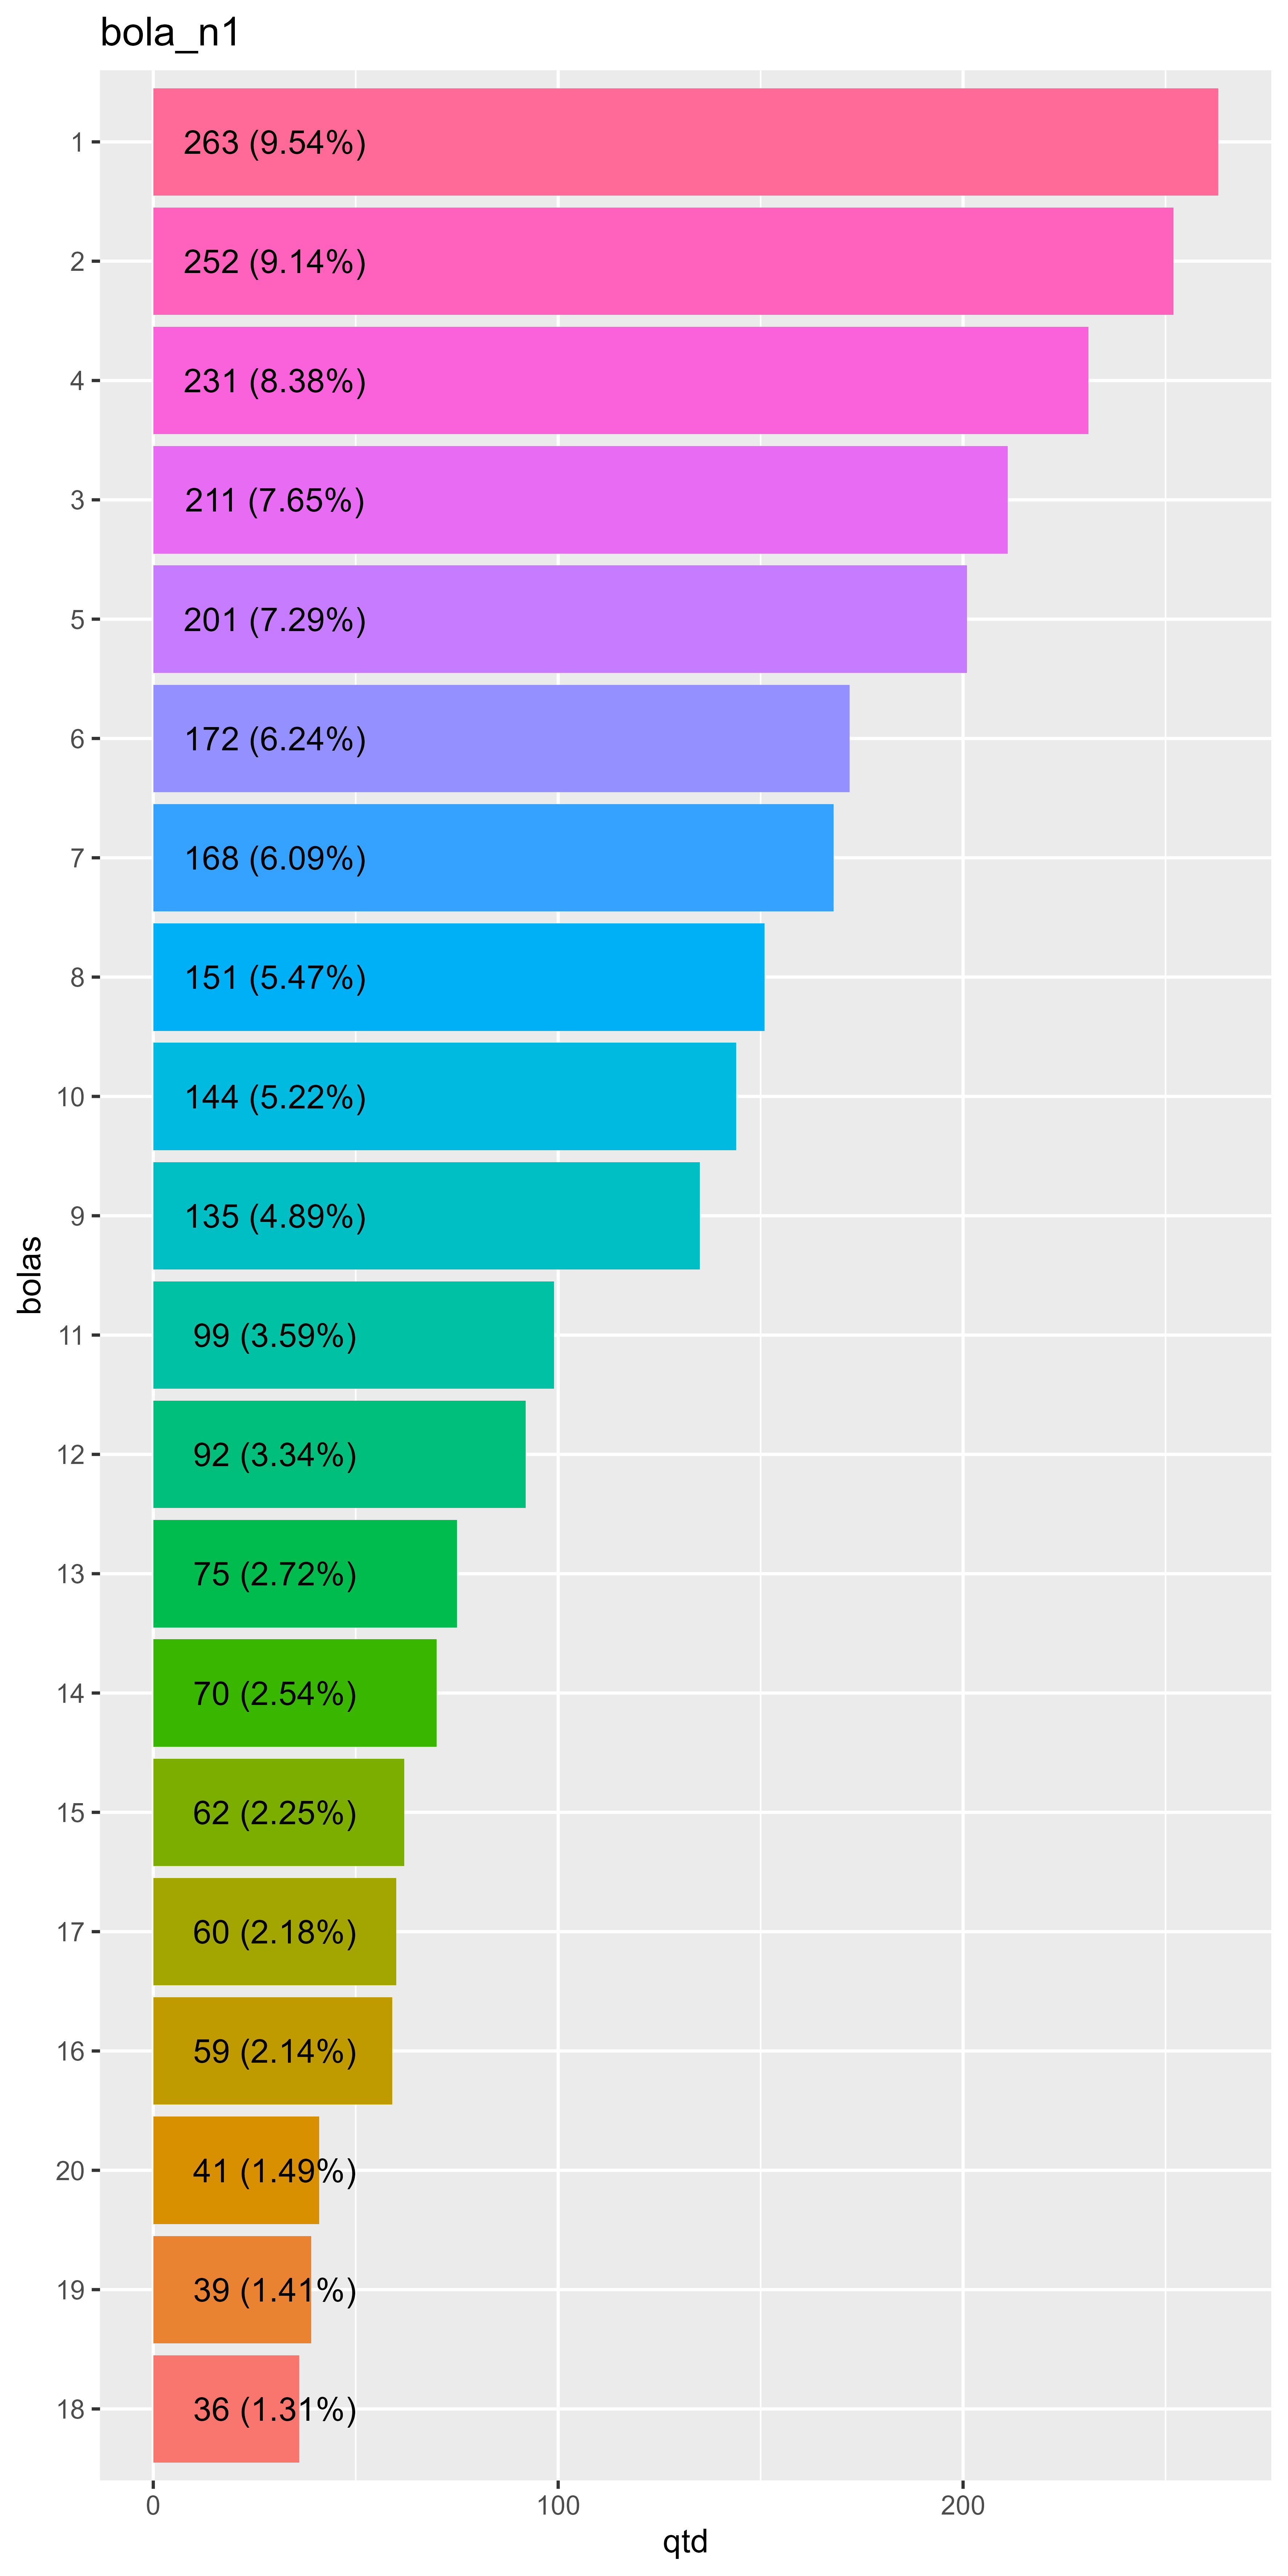 bola_n1
1 263 (9.54%)
2 252 (9.14%)
4 231 (8.38%)
3 211 (7.65%)
5 201 (7.29%)
6 172 (6.24%)
7 168 (6.09%)
8 151 (5.47%)
10 144 (5.22%)
9 135 (4.89%)
bolas
11 99 (3.59%)
12 92 (3.34%)
13 75 (2.72%)
14 70 (2.54%)
15 62 (2.25%)
17 60 (2.18%)
16 59 (2.14%)
20 41 (1.49%)
19 39 (1.41%)
18 36 (1.31%)
0 100 200
qtd